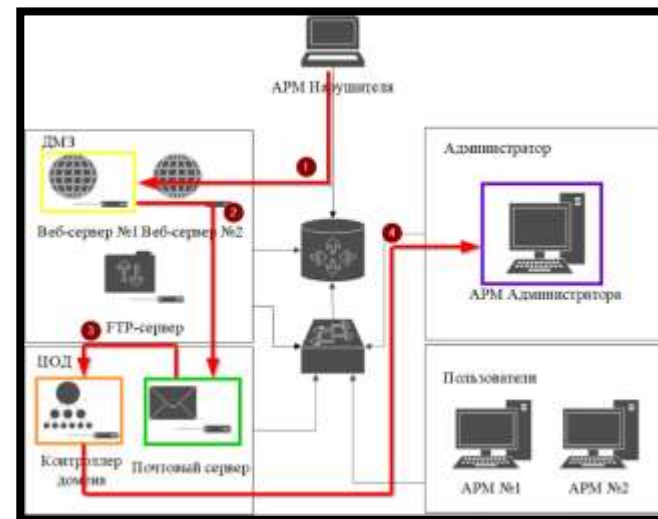 АРМ Нарушителя
ДМЗ
1
2
Веб-сервер №1 Веб-сервер №2
FTP-сервер
3
ЦОД
Контроллер
домена
Почтовый сервер
4
Администратор
АРМ Администратора
Пользователи
АРМ №1
АРМ №2